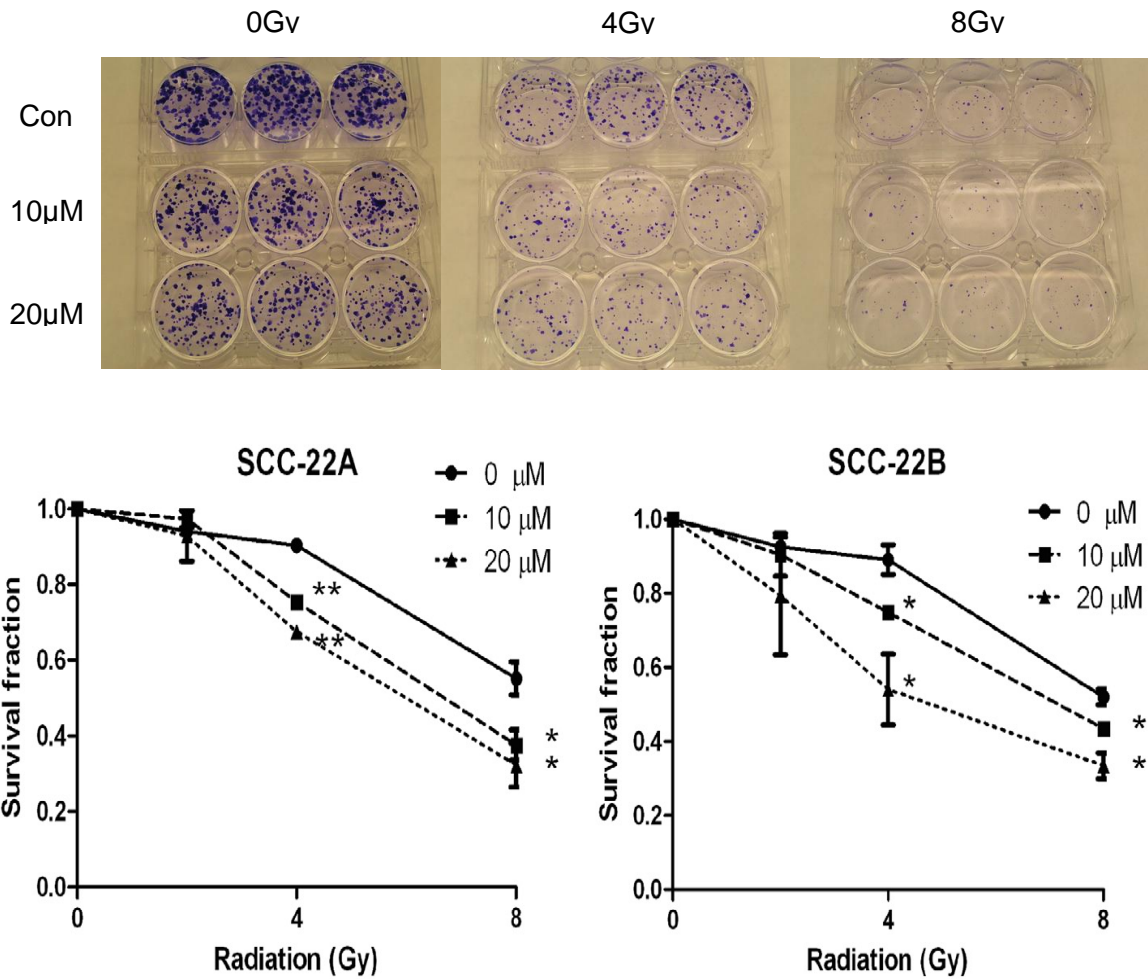 0Gy 4Gy 8Gy
Con
10µM
20µM
SCC-22A
0 µM
10 µM
20 µM
Survival fraction
1.0
0.8
0.6
0.4
0.2
0.0
**
**
*
*
0 4 8
Radiation (Gy)
SCC-22B
0 µM
10 µM
20 µM
Survival fraction
1.0
0.8
0.6
0.4
0.2
0.0
*
*
*
*
0 4 8
Radiation (Gy)